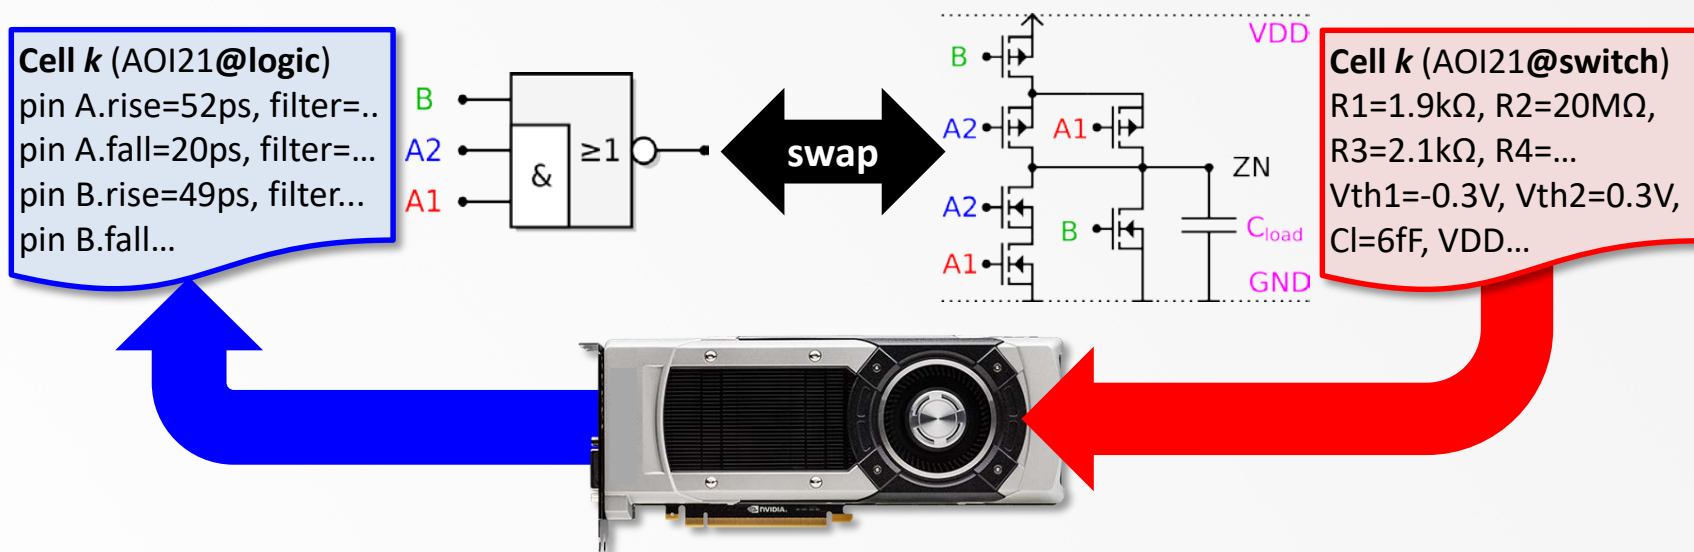 Cell k (AOI21@logic)
pin A.rise=52ps, filter=..
pin A.fall=20ps, filter=...
pin B.rise=49ps, filter...
pin B.fall...
B
A2
A1
&
≥1
swap
VDD
B
A2
A1
ZN
A2
B
Cload
A1
GND
Cell k (AOI21@switch)
R1=1.9kΩ, R2=20MΩ,
R3=2.1kΩ, R4=...
Vth1=-0.3V, Vth2=0.3V,
Cl=6fF, VDD...
NVIDIA.